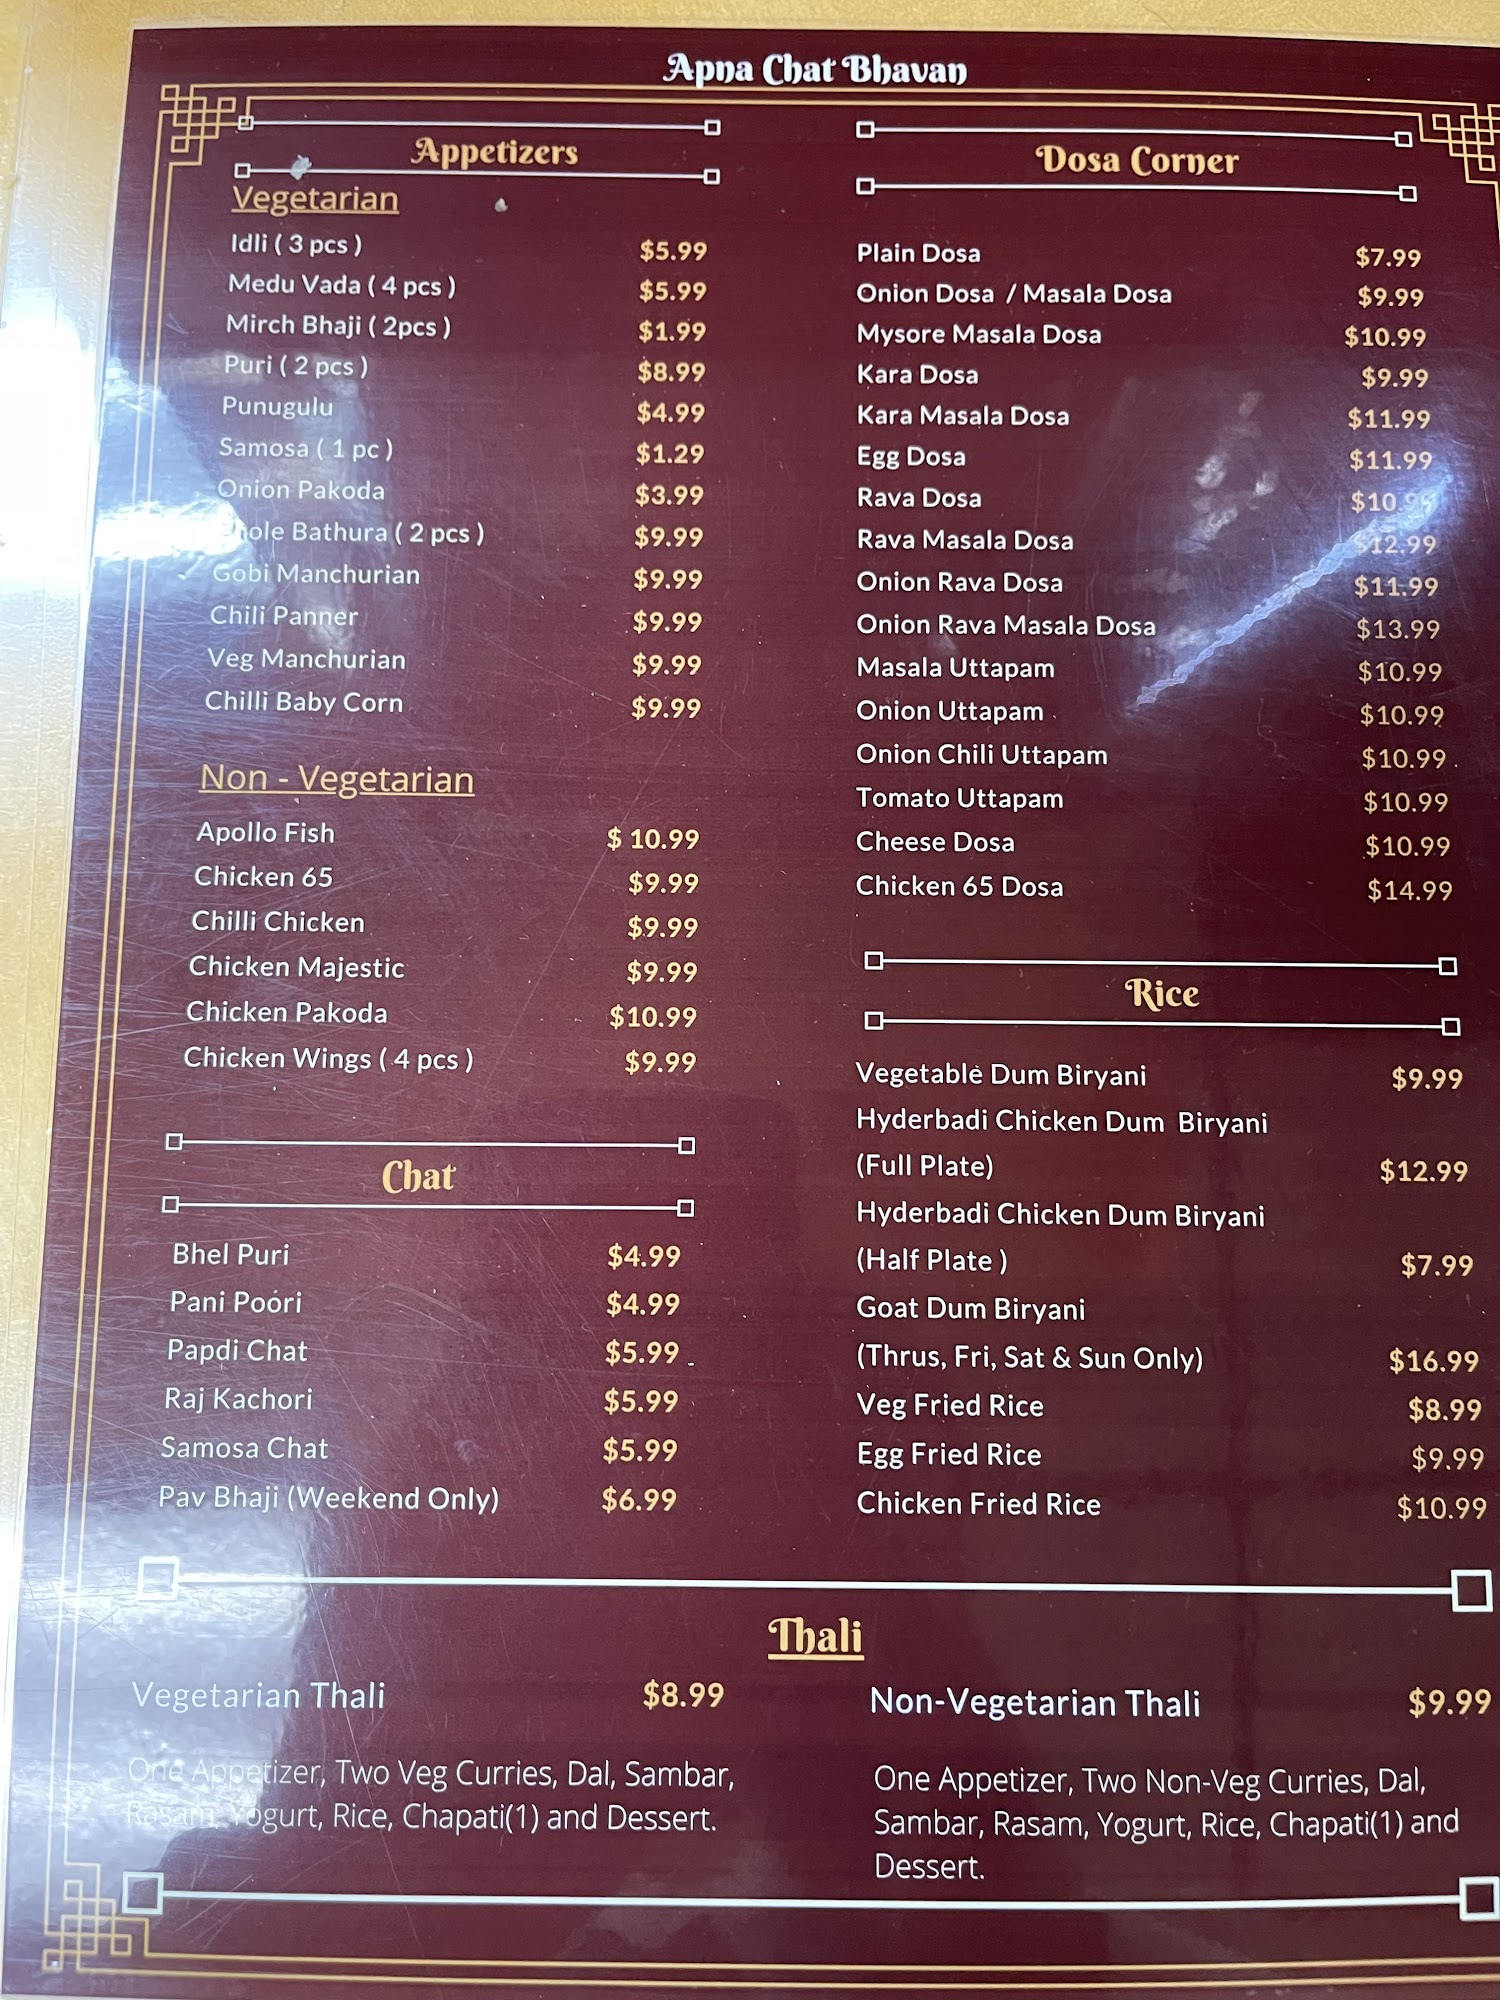 Apna Chat Bhavan
Appetizers
Vegetarian
Idli ( 3 pcs ) $5.99
Medu Vada ( 4 pcs ) $5.99
Mirch Bhaji ( 2pcs ) $1.99
Puri ( 2 pcs ) $8.99
Punugulu $4.99
Samosa ( 1 pc ) $1.29
Onion Pakoda $3.99
Bathura ( 2 pcs ) $9.99
Gobi Manchurian $9.99
Chili Panner $9.99
Veg Manchurian $9.99
Chilli Baby Corn $9.99
Non - Vegetarian
Apollo Fish $ 10.99
Chicken 65 $9.99
Chilli Chicken $9.99
Chicken Majestic $9.99
Chicken Pakoda $10.99
Chicken Wings ( 4 pcs ) $9.99
Chat
Bhel Puri $4.99
Pani Poori $4.99
Papdi Chat $5.99
Raj Kachori $5.99
Samosa Chat $5.99
Pav Bhaji (Weekend Only) $6.99
Dosa Corner
Plain Dosa $7.99
Onion Dosa / Masala Dosa $9.99
Mysore Masala Dosa $10.99
Kara Dosa $9.99
Kara Masala Dosa $11.99
Egg Dosa $11.99
Rava Dosa $10.99
Rava Masala Dosa $12.99
Onion Rava Dosa $11.99
Onion Rava Masala Dosa $13.99
Masala Uttapam $10.99
Onion Uttapam $10.99
Onion Chili Uttapam $10.99
Tomato Uttapam $10.99
Cheese Dosa $10.99
Chicken 65 Dosa $14.99
Rice
Vegetable Dum Biryani $9.99
Hyderbadi Chicken Dum Biryani
(Full Plate) $12.99
Hyderbadi Chicken Dum Biryani
(Half Plate ) $7.99
Goat Dum Biryani
(Thrus, Fri, Sat & Sun Only) $16.99
Veg Fried Rice $8.99
Egg Fried Rice $9.99
Chicken Fried Rice $10.99
Thali
Vegetarian Thali $8.99
One Appetizer, Two Veg Curries, Dal, Sambar,
Rasam, Yogurt, Rice, Chapati(1) and Dessert.
Non-Vegetarian Thali $9.99
One Appetizer, Two Non-Veg Curries, Dal,
Sambar, Rasam, Yogurt, Rice, Chapati(1) and
Dessert.